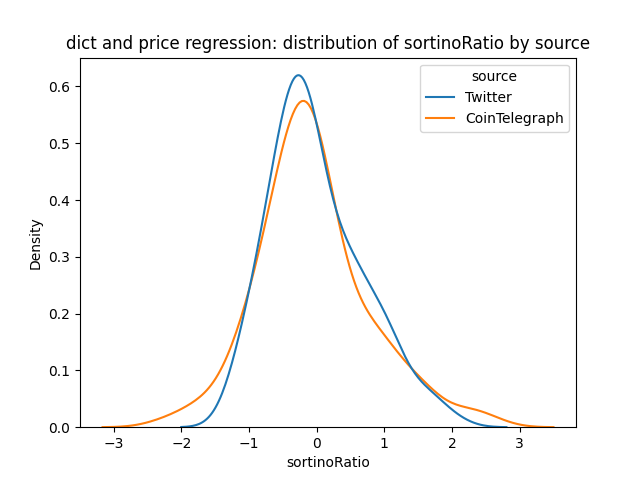 dict and price regression: distribution of sortinoRatio by source
source
Twitter
CoinTelegraph
Density
0.6
0.5
0.4
0.3
0.2
0.1
0.0
−3 −2 −1 0 1 2 3
sortinoRatio